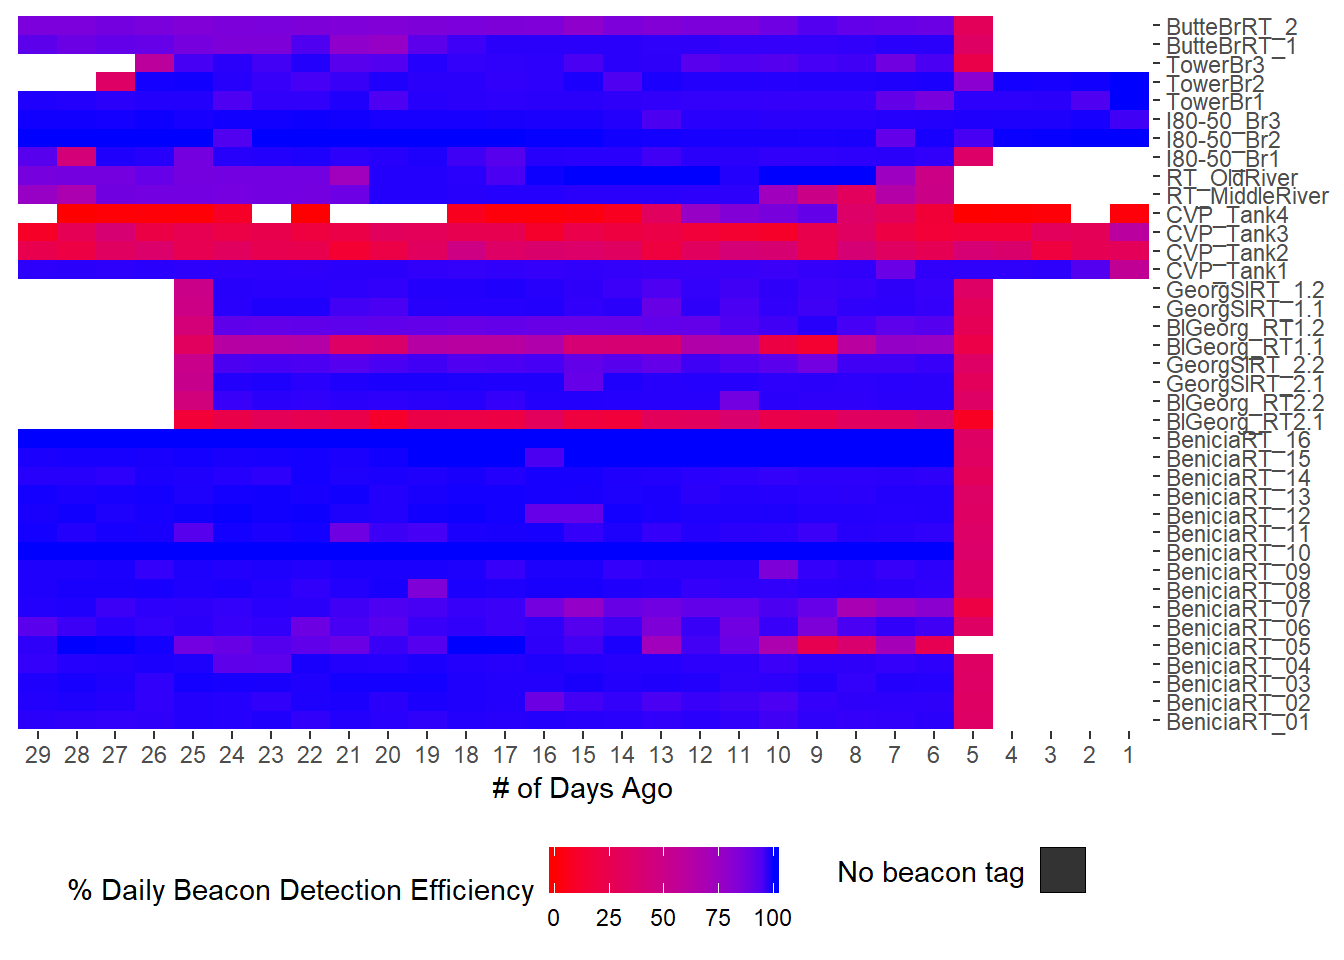 ButteBrRT_2
ButteBrRT_1
TowerBr3
TowerBr2
TowerBr1
I80-50_Br3
I80-50_Br2
I80-50_Br1
RT_OldRiver
RT_MiddleRiver
CVP_Tank4
CVP_Tank3
CVP_Tank2
CVP_Tank1
GeorgSlRT_1.2
GeorgSlRT_1.1
BlGeorg_RT1.2
BlGeorg_RT1.1
GeorgSlRT_2.2
GeorgSlRT_2.1
BlGeorg_RT2.2
BlGeorg_RT2.1
BeniciaRT_16
BeniciaRT_15
BeniciaRT_14
BeniciaRT_13
BeniciaRT_12
BeniciaRT_11
BeniciaRT_10
BeniciaRT_09
BeniciaRT_08
BeniciaRT_07
BeniciaRT_06
BeniciaRT_05
BeniciaRT_04
BeniciaRT_03
BeniciaRT_02
BeniciaRT_01
29 28 27 26 25 24 23 22 21 20 19 18 17 16 15 14 13 12 11 10 9 8 7 6 5 4 3 2 1
# of Days Ago
% Daily Beacon Detection Efficiency
0 25 50 75 100
No beacon tag